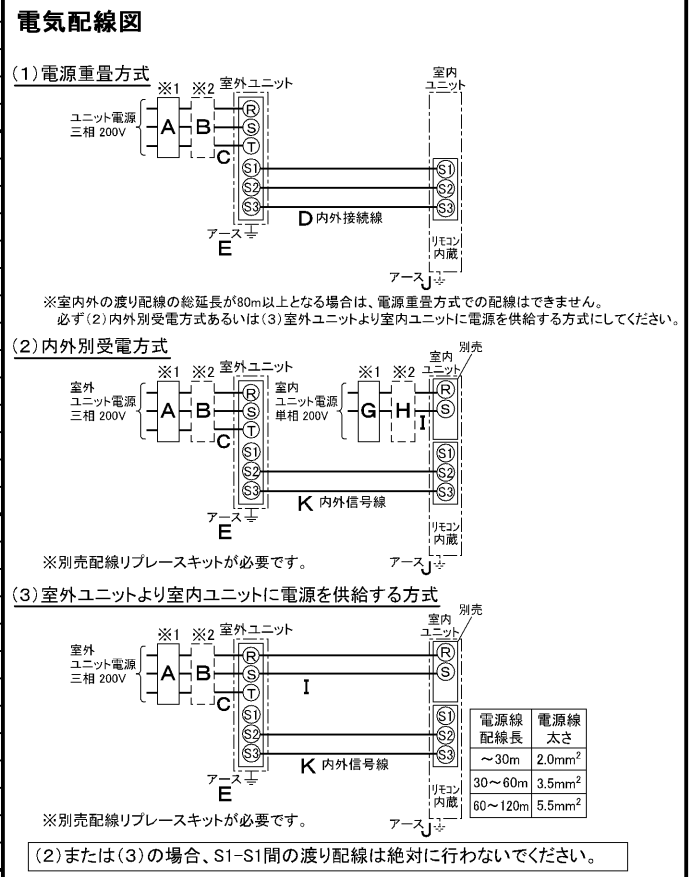 電気配線図
(1)電源重畳方式
※1 ※2 室外ユニット
室内
ユニット
ユニット電源
三相 200V
A B C
R
S
T
S1 S1
S2 S2
S3 S3
D 内外接続線
アース
E
リモコン
内蔵
アース J
※室内外の渡り配線の総延長が80m以上となる場合は、電源重畳方式での配線はできません。
必ず(2)内外別受電方式あるいは(3)室外ユニットより室内ユニットに電源を供給する方式にしてください。
(2)内外別受電方式
※1 ※2 室外ユニット
※1 ※2
室内
ユニット
別売
室外
ユニット電源
三相 200V
A B C
室内
ユニット電源
単相 200V
G H I
R R
S S
T
S1 S1
S2 S2
S3 S3
K 内外信号線
アース
E
リモコン
内蔵
※別売配線リプレースキットが必要です。
アース J
(3)室外ユニットより室内ユニットに電源を供給する方式
※1 ※2 室外ユニット
室内
ユニット
別売
室外
ユニット電源
三相 200V
A B C
R R
S S
I
T
S1 S1
S2 S2
S3 S3
K 内外信号線
電源線
配線長
電源線
太さ
～30m 2.0mm²
30～60m 3.5mm²
60～120m 5.5mm²
アース
E
リモコン
内蔵
※別売配線リプレースキットが必要です。
アース J
(2)または(3)の場合、S1-S1間の渡り配線は絶対に行わないでください。